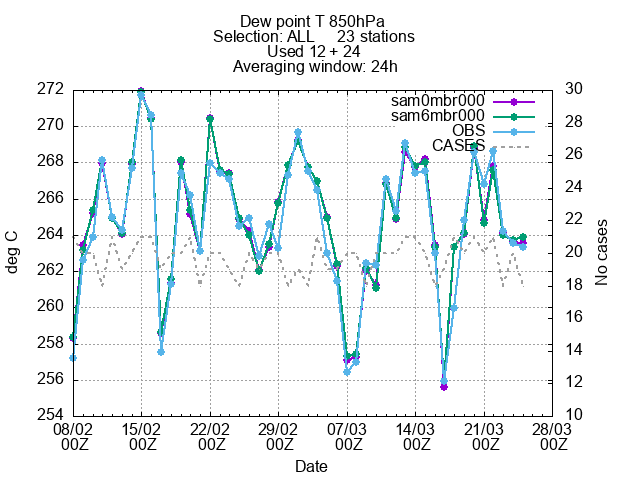 Dew point T 850hPa
Selection: ALL 23 stations
Used 12 + 24
Averaging window: 24h
sam0mbr000
sam6mbr000
OBS
CASES
deg C
272
270
268
266
264
262
260
258
256
254
No cases
30
28
26
24
22
20
18
16
14
12
10
08/02 15/02 22/02 29/02 07/03 14/03 21/03 28/03
00Z 00Z 00Z 00Z 00Z 00Z 00Z 00Z
Date